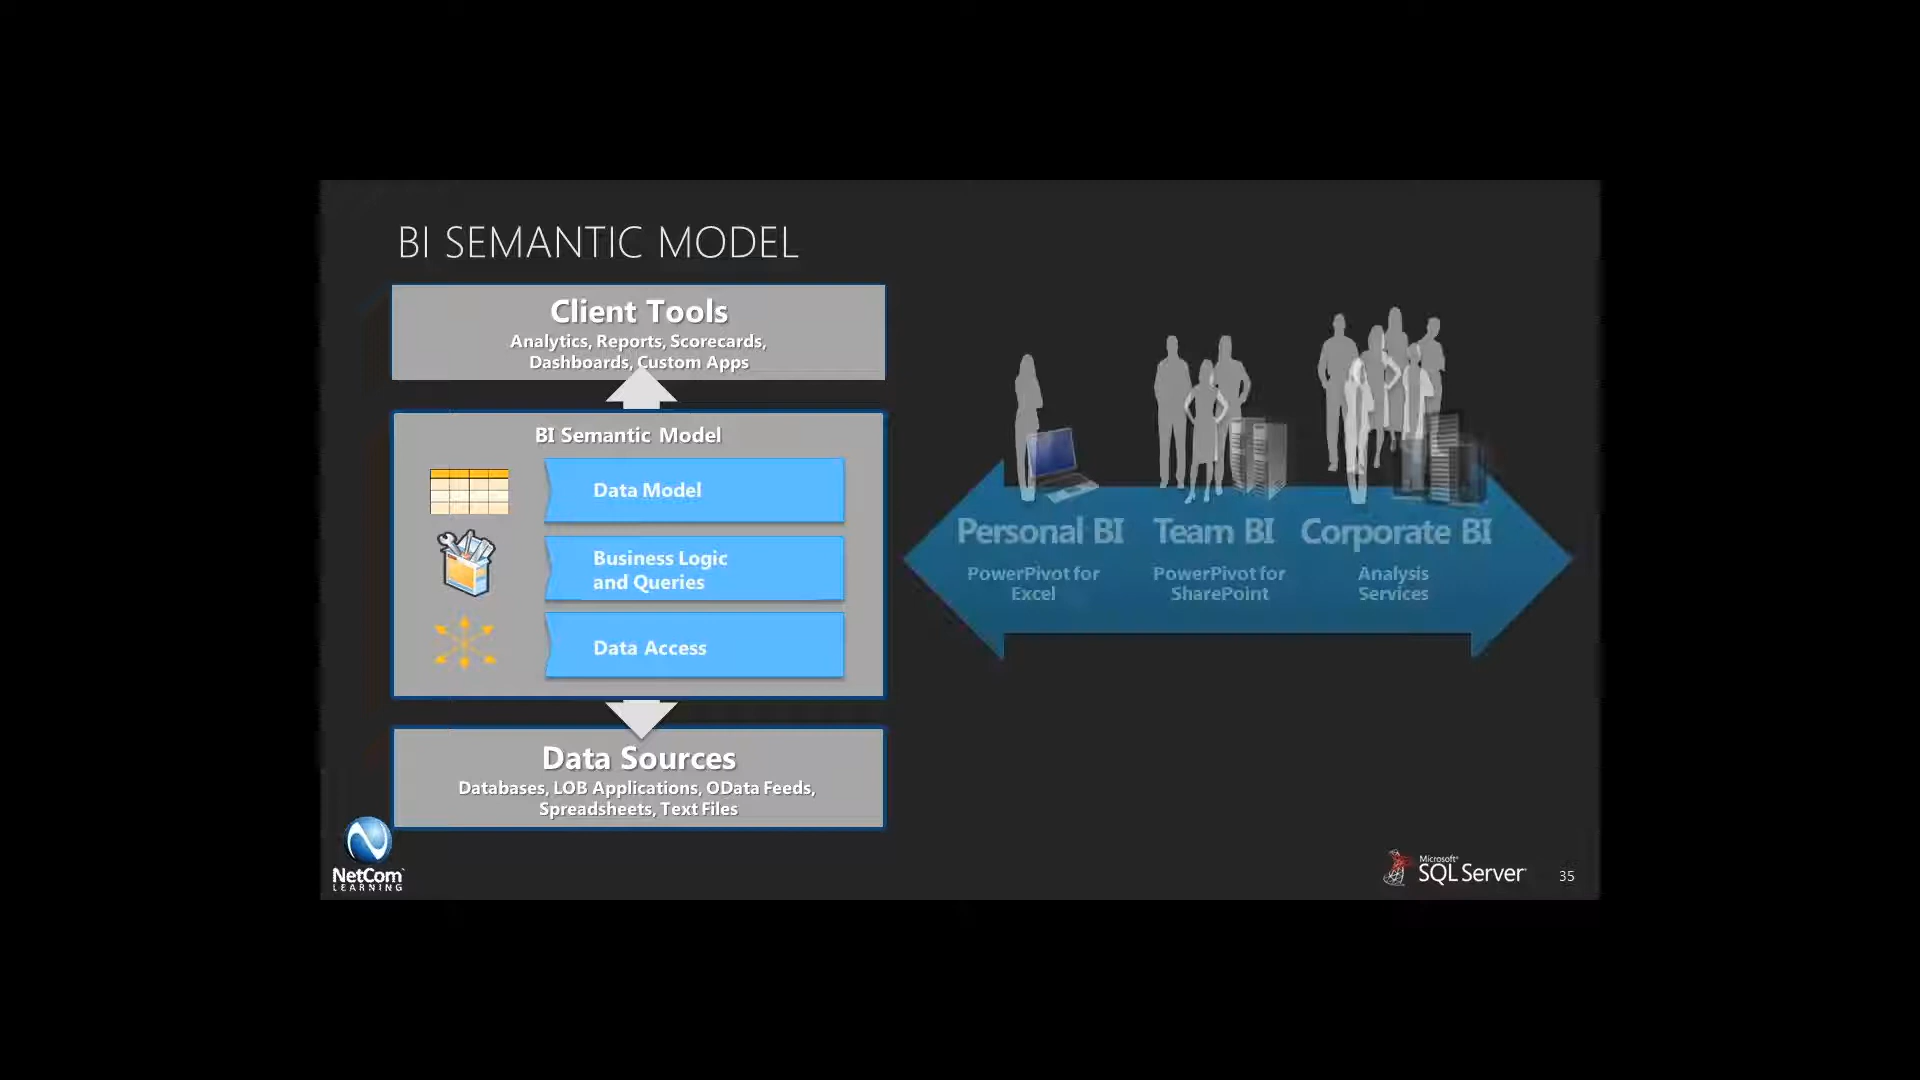 BI SEMANTIC MODEL
Client Tools
Analytics, Reports, Scorecards,
Dashboards, Custom Apps
BI Semantic Model
Data Model
Business Logic
and Queries
Data Access
Data Sources
Databases, LOB Applications, OData Feeds,
Spreadsheets, Text Files
Personal BI
PowerPivot for
Excel
Team BI
PowerPivot for
SharePoint
Corporate BI
Analysis
Services
NetCom
LEARNING
Microsoft
SQL Server
35